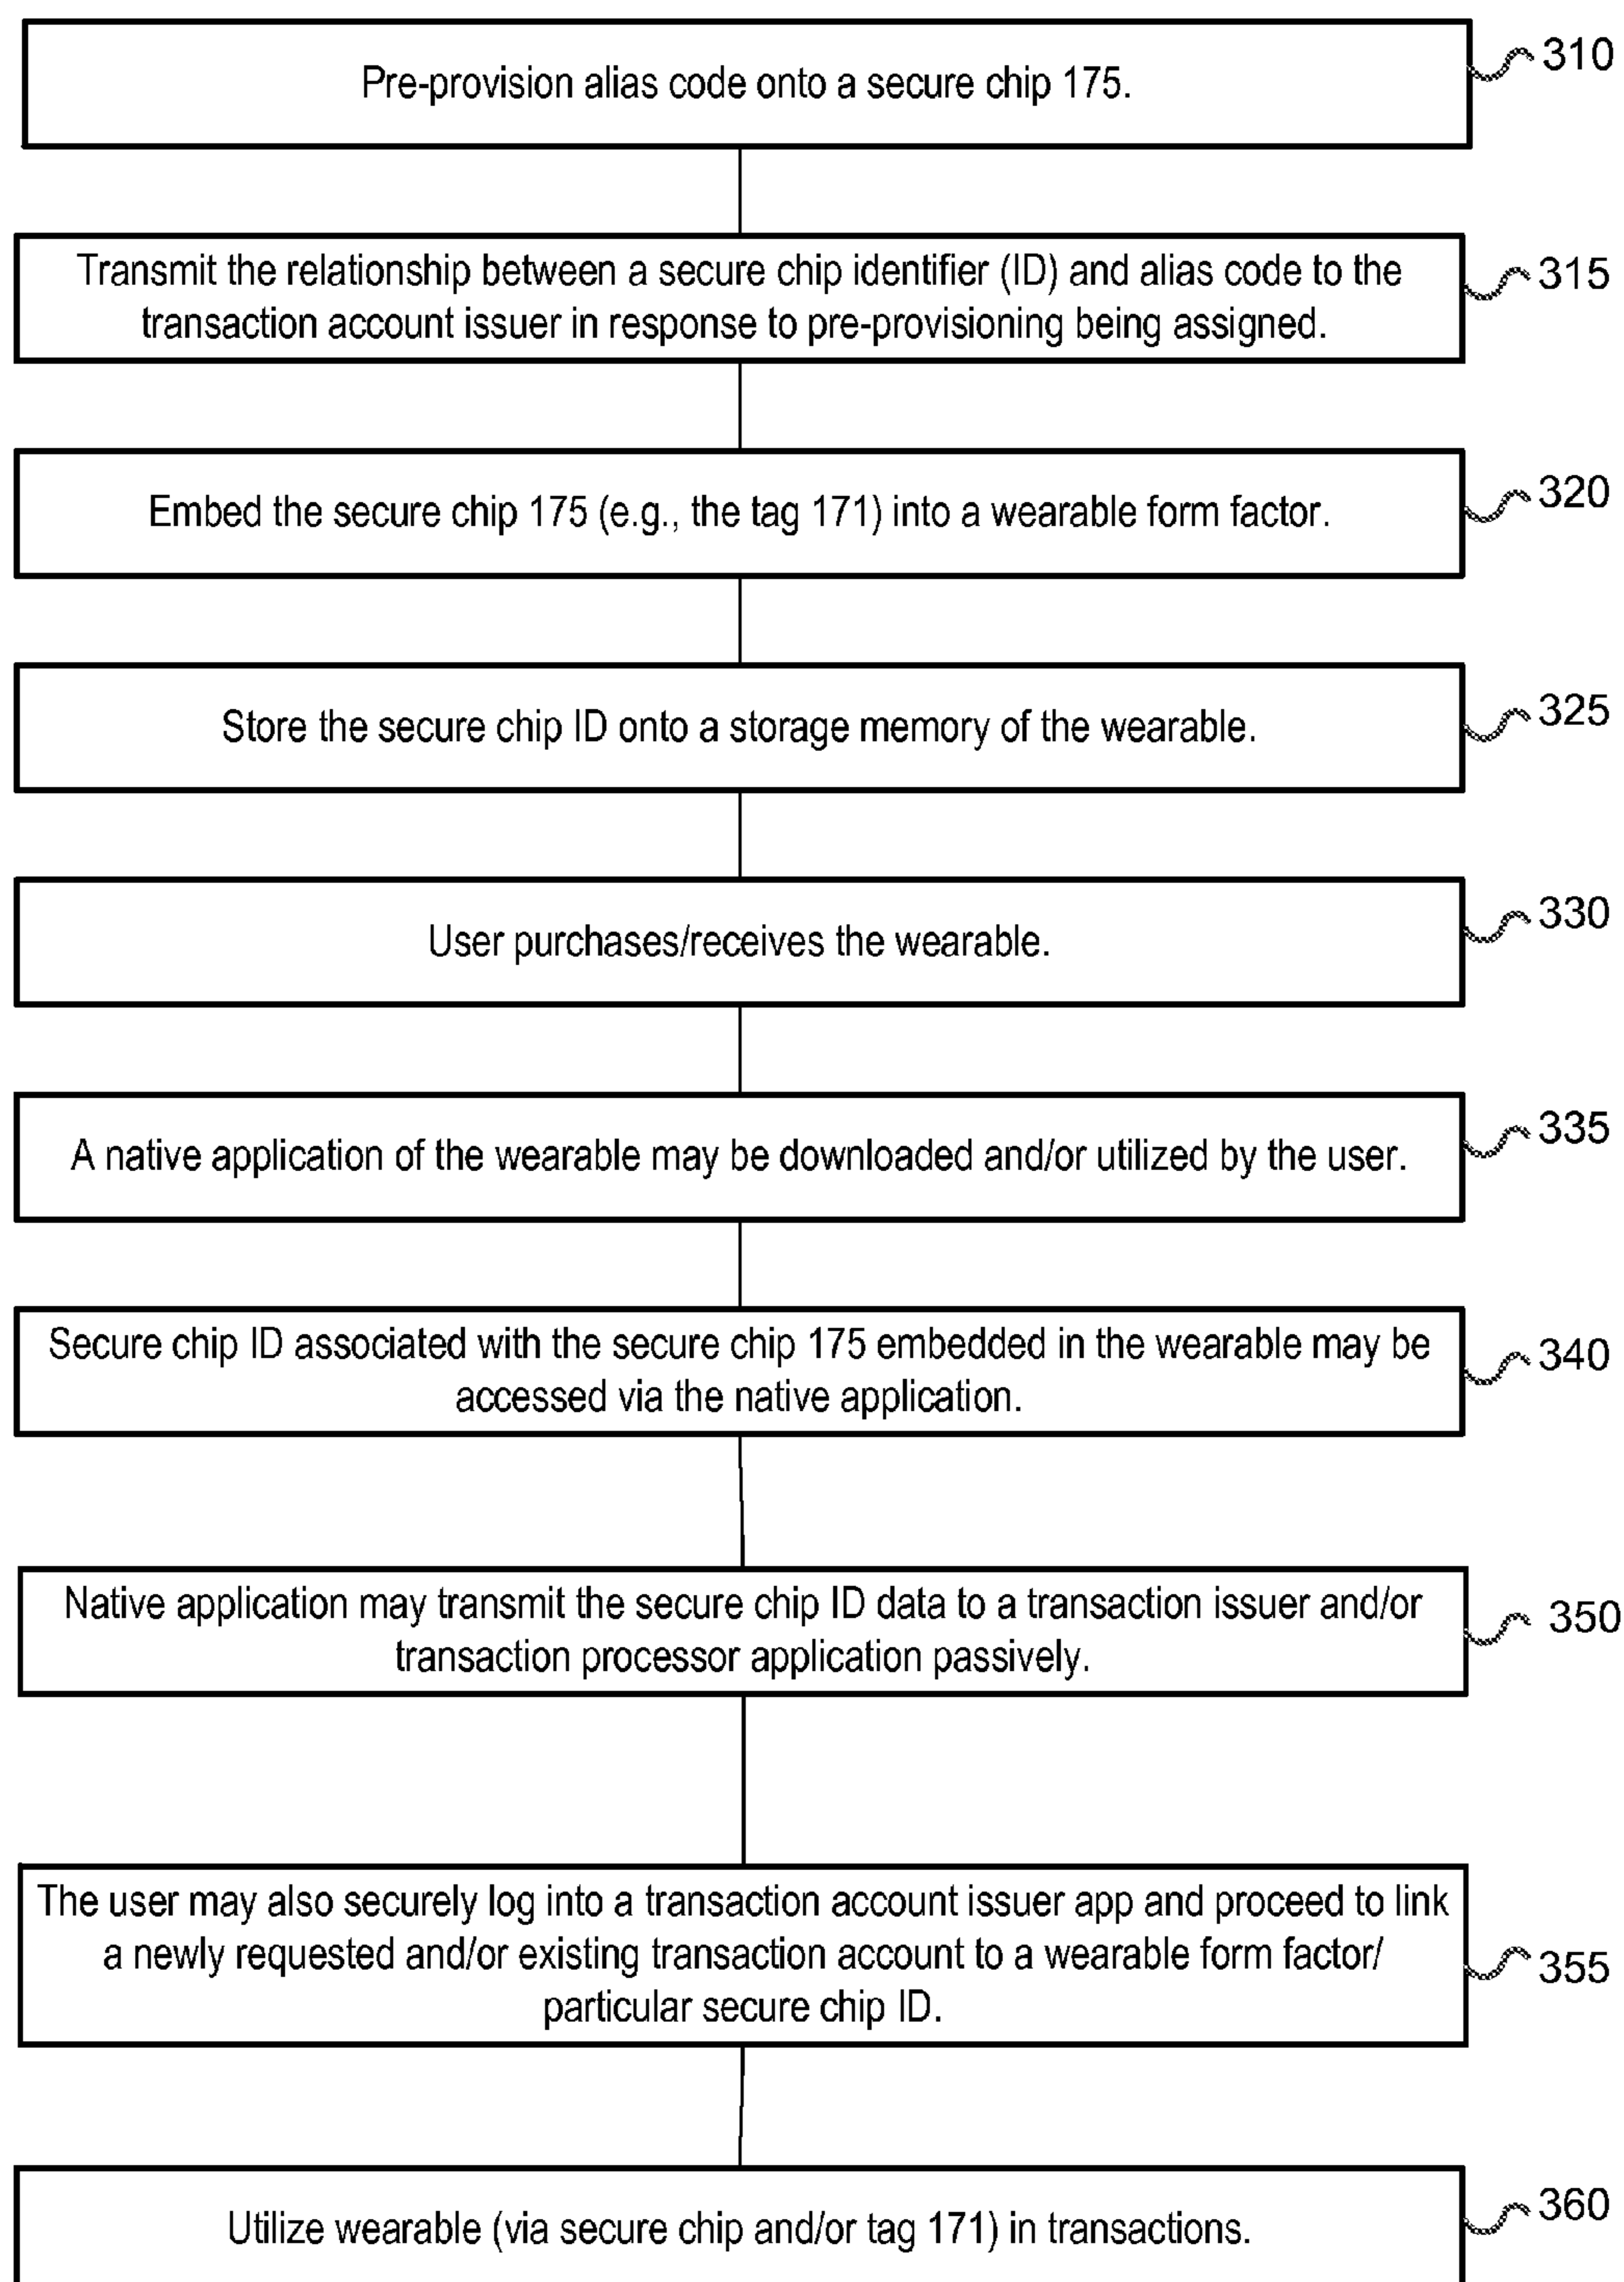 Pre-provision alias code onto a secure chip 175.
310
Transmit the relationship between a secure chip identifier (ID) and alias code to the
transaction account issuer in response to pre-provisioning being assigned.
315
Embed the secure chip 175 (e.g., the tag 171) into a wearable form factor.
320
Store the secure chip ID onto a storage memory of the wearable.
325
User purchases/receives the wearable.
330
A native application of the wearable may be downloaded and/or utilized by the user.
335
Secure chip ID associated with the secure chip 175 embedded in the wearable may be
accessed via the native application.
340
Native application may transmit the secure chip ID data to a transaction issuer and/or
transaction processor application passively.
350
The user may also securely log into a transaction account issuer app and proceed to link
a newly requested and/or existing transaction account to a wearable form factor/
particular secure chip ID.
355
Utilize wearable (via secure chip and/or tag 171) in transactions.
360